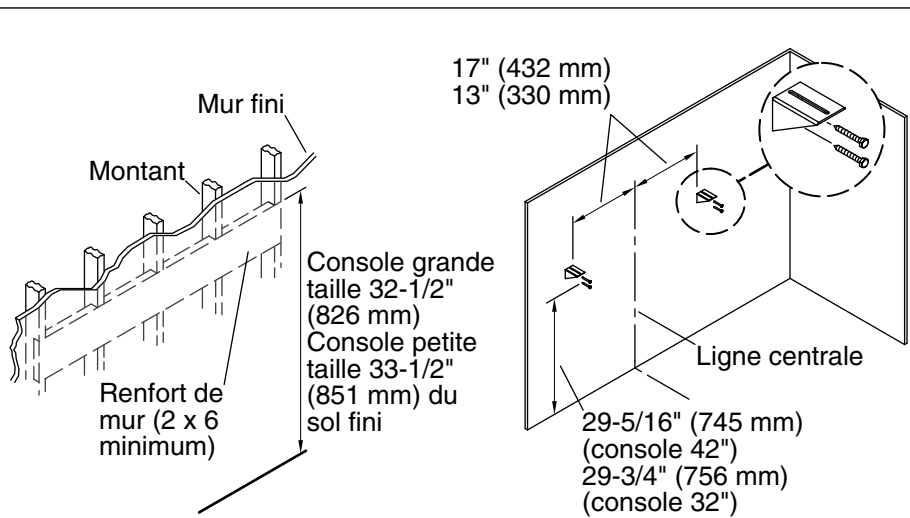 Mur fini
Montant
Console grande
taille 32-1/2"
(826 mm)
Console petite
taille 33-1/2"
(851 mm) du
sol fini
Renfort de
mur (2 x 6
minimum)
17" (432 mm)
13" (330 mm)
Ligne centrale
29-5/16" (745 mm)
(console 42")
29-3/4" (756 mm)
(console 32")